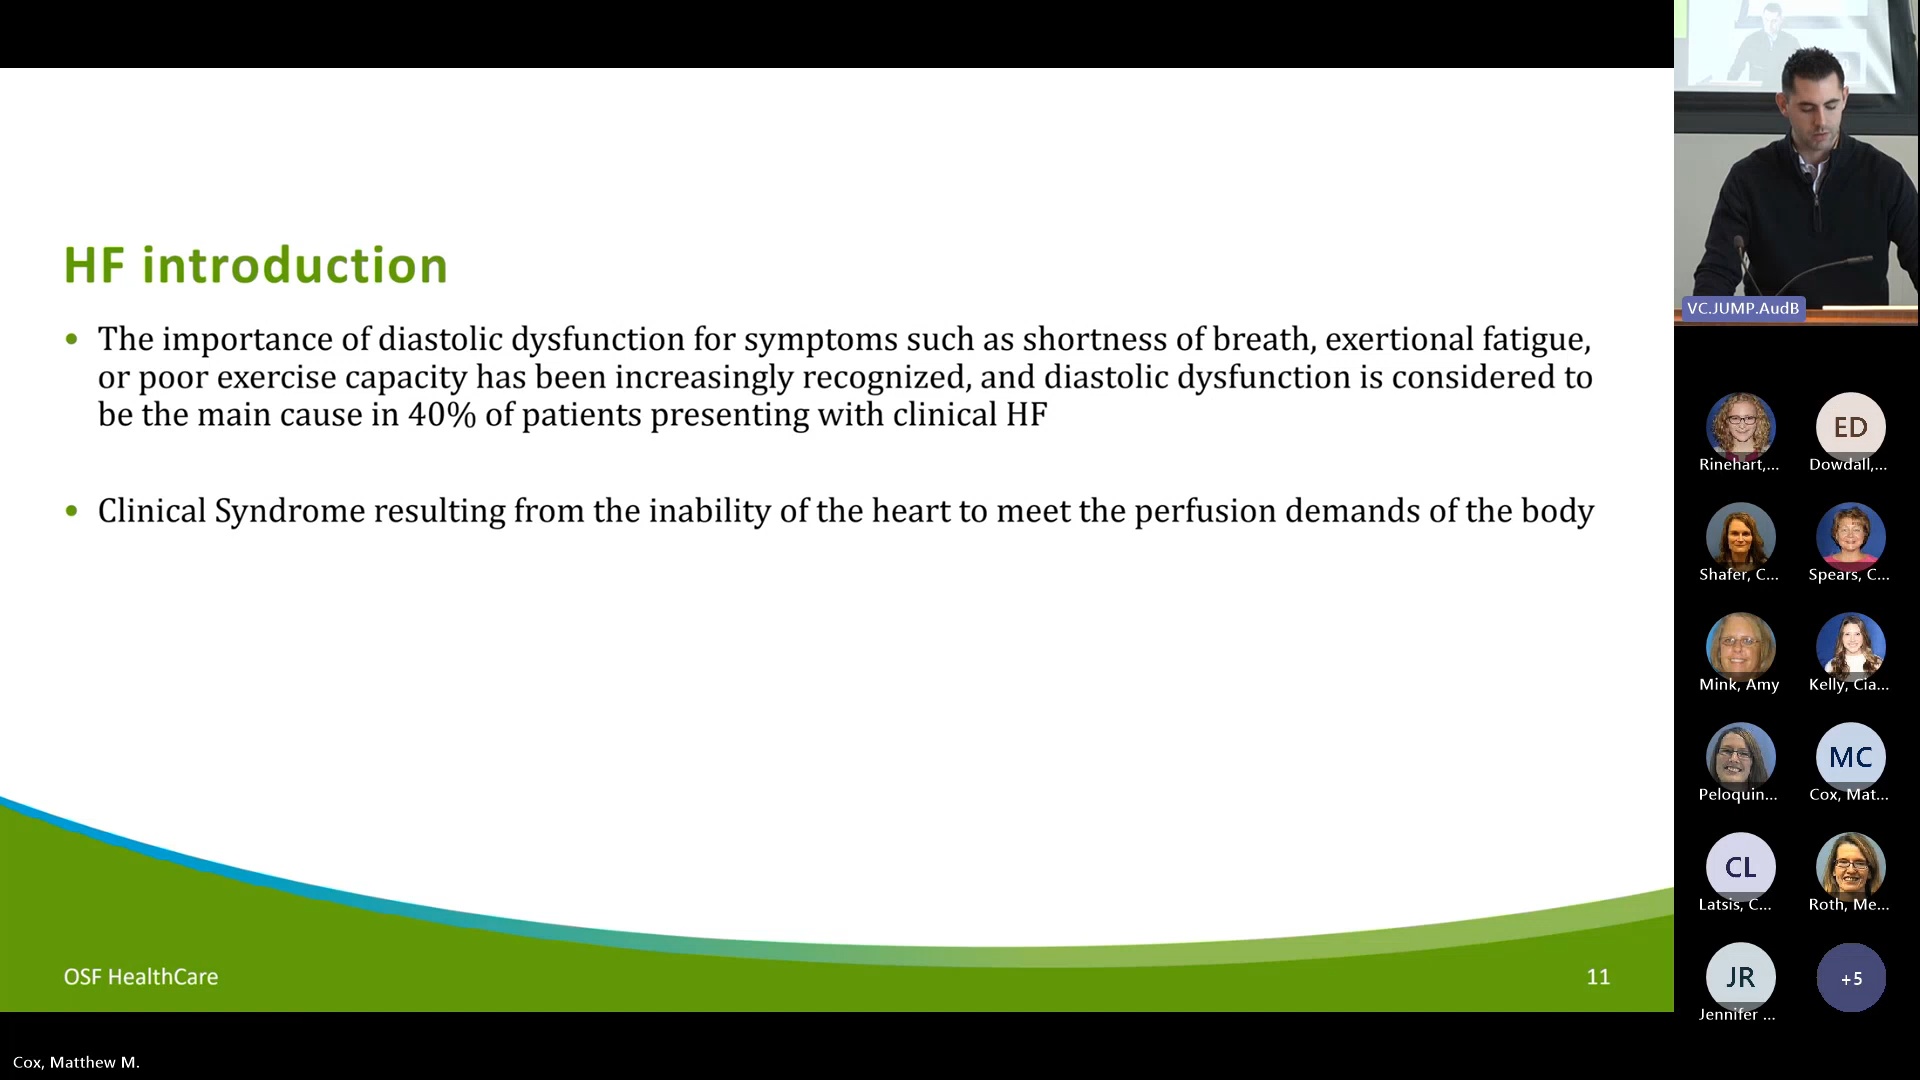 HF introduction
• The importance of diastolic dysfunction for symptoms such as shortness of breath, exertional fatigue,
or poor exercise capacity has been increasingly recognized, and diastolic dysfunction is considered to
be the main cause in 40% of patients presenting with clinical HF
• Clinical Syndrome resulting from the inability of the heart to meet the perfusion demands of the body
OSF HealthCare
11
Cox, Matthew M.
VC.JUMP.AudB
Rinehart,...
ED
Dowdall,...
Shafer, C...
Spears, C...
Mink, Amy
Kelly, Cia...
Peloquin...
MC
Cox, Mat...
CL
Latsis, C...
Roth, Me...
JR
Jennifer ...
+5